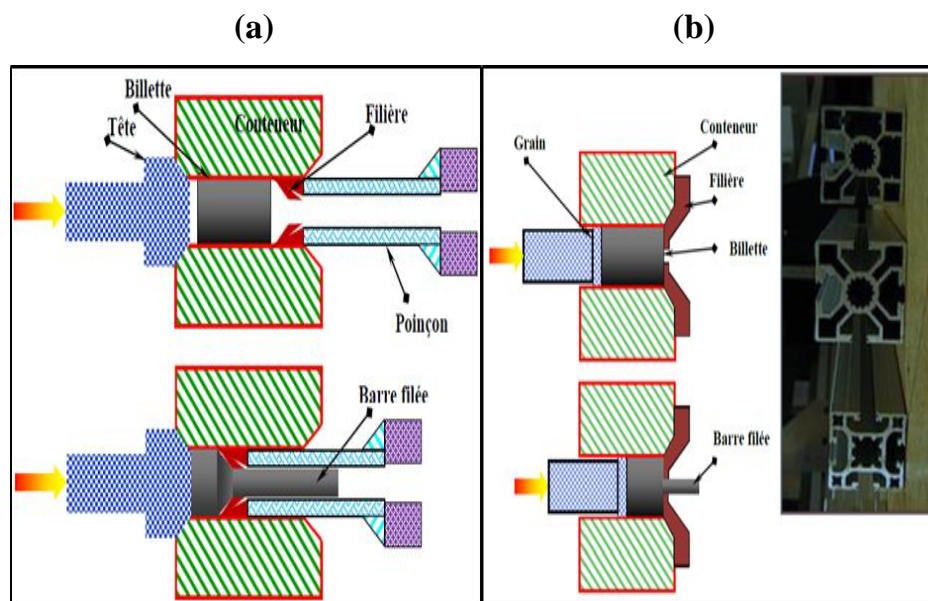 (a)
(b)
Billette
Tête
Conteneur
Filière
Poinçon
Barre filée
Grain
Conteneur
Filière
Billette
Barre filée